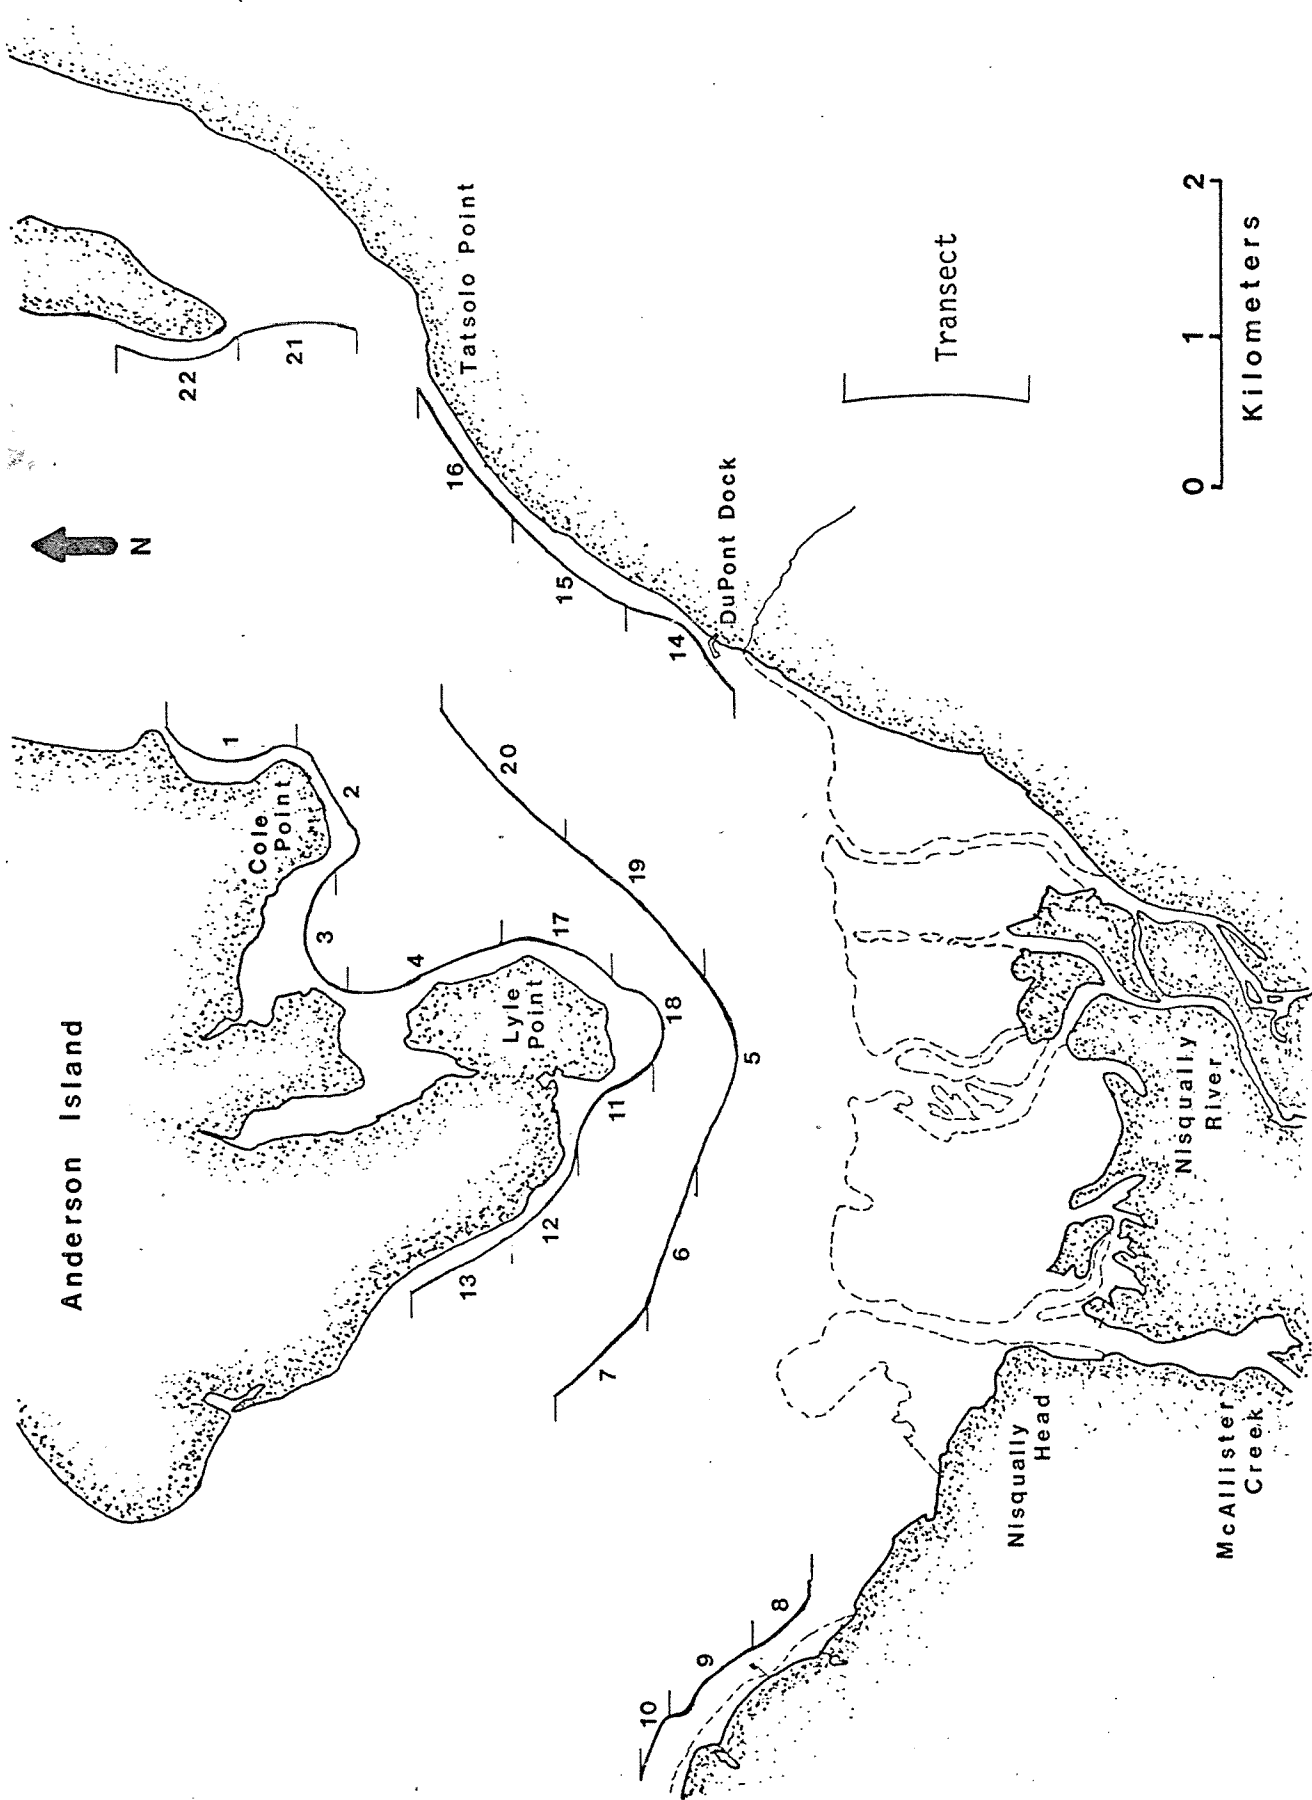 Anderson Island
Cole
Point
Lyle
Point
Tatsolo Point
DuPont Dock
Nisqually
River
Nisqually
Head
McAllister
Creek
N
1
2
3
4
5
6
7
8
9
10
11
12
13
14
15
16
17
18
19
20
21
22
Transect
0 1 2
Kilometers